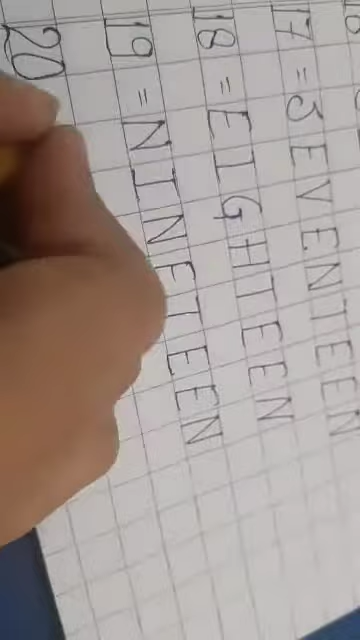 17 = SEVENTEEN
18 = EIGHTEEN
19 = NINETEEN
20